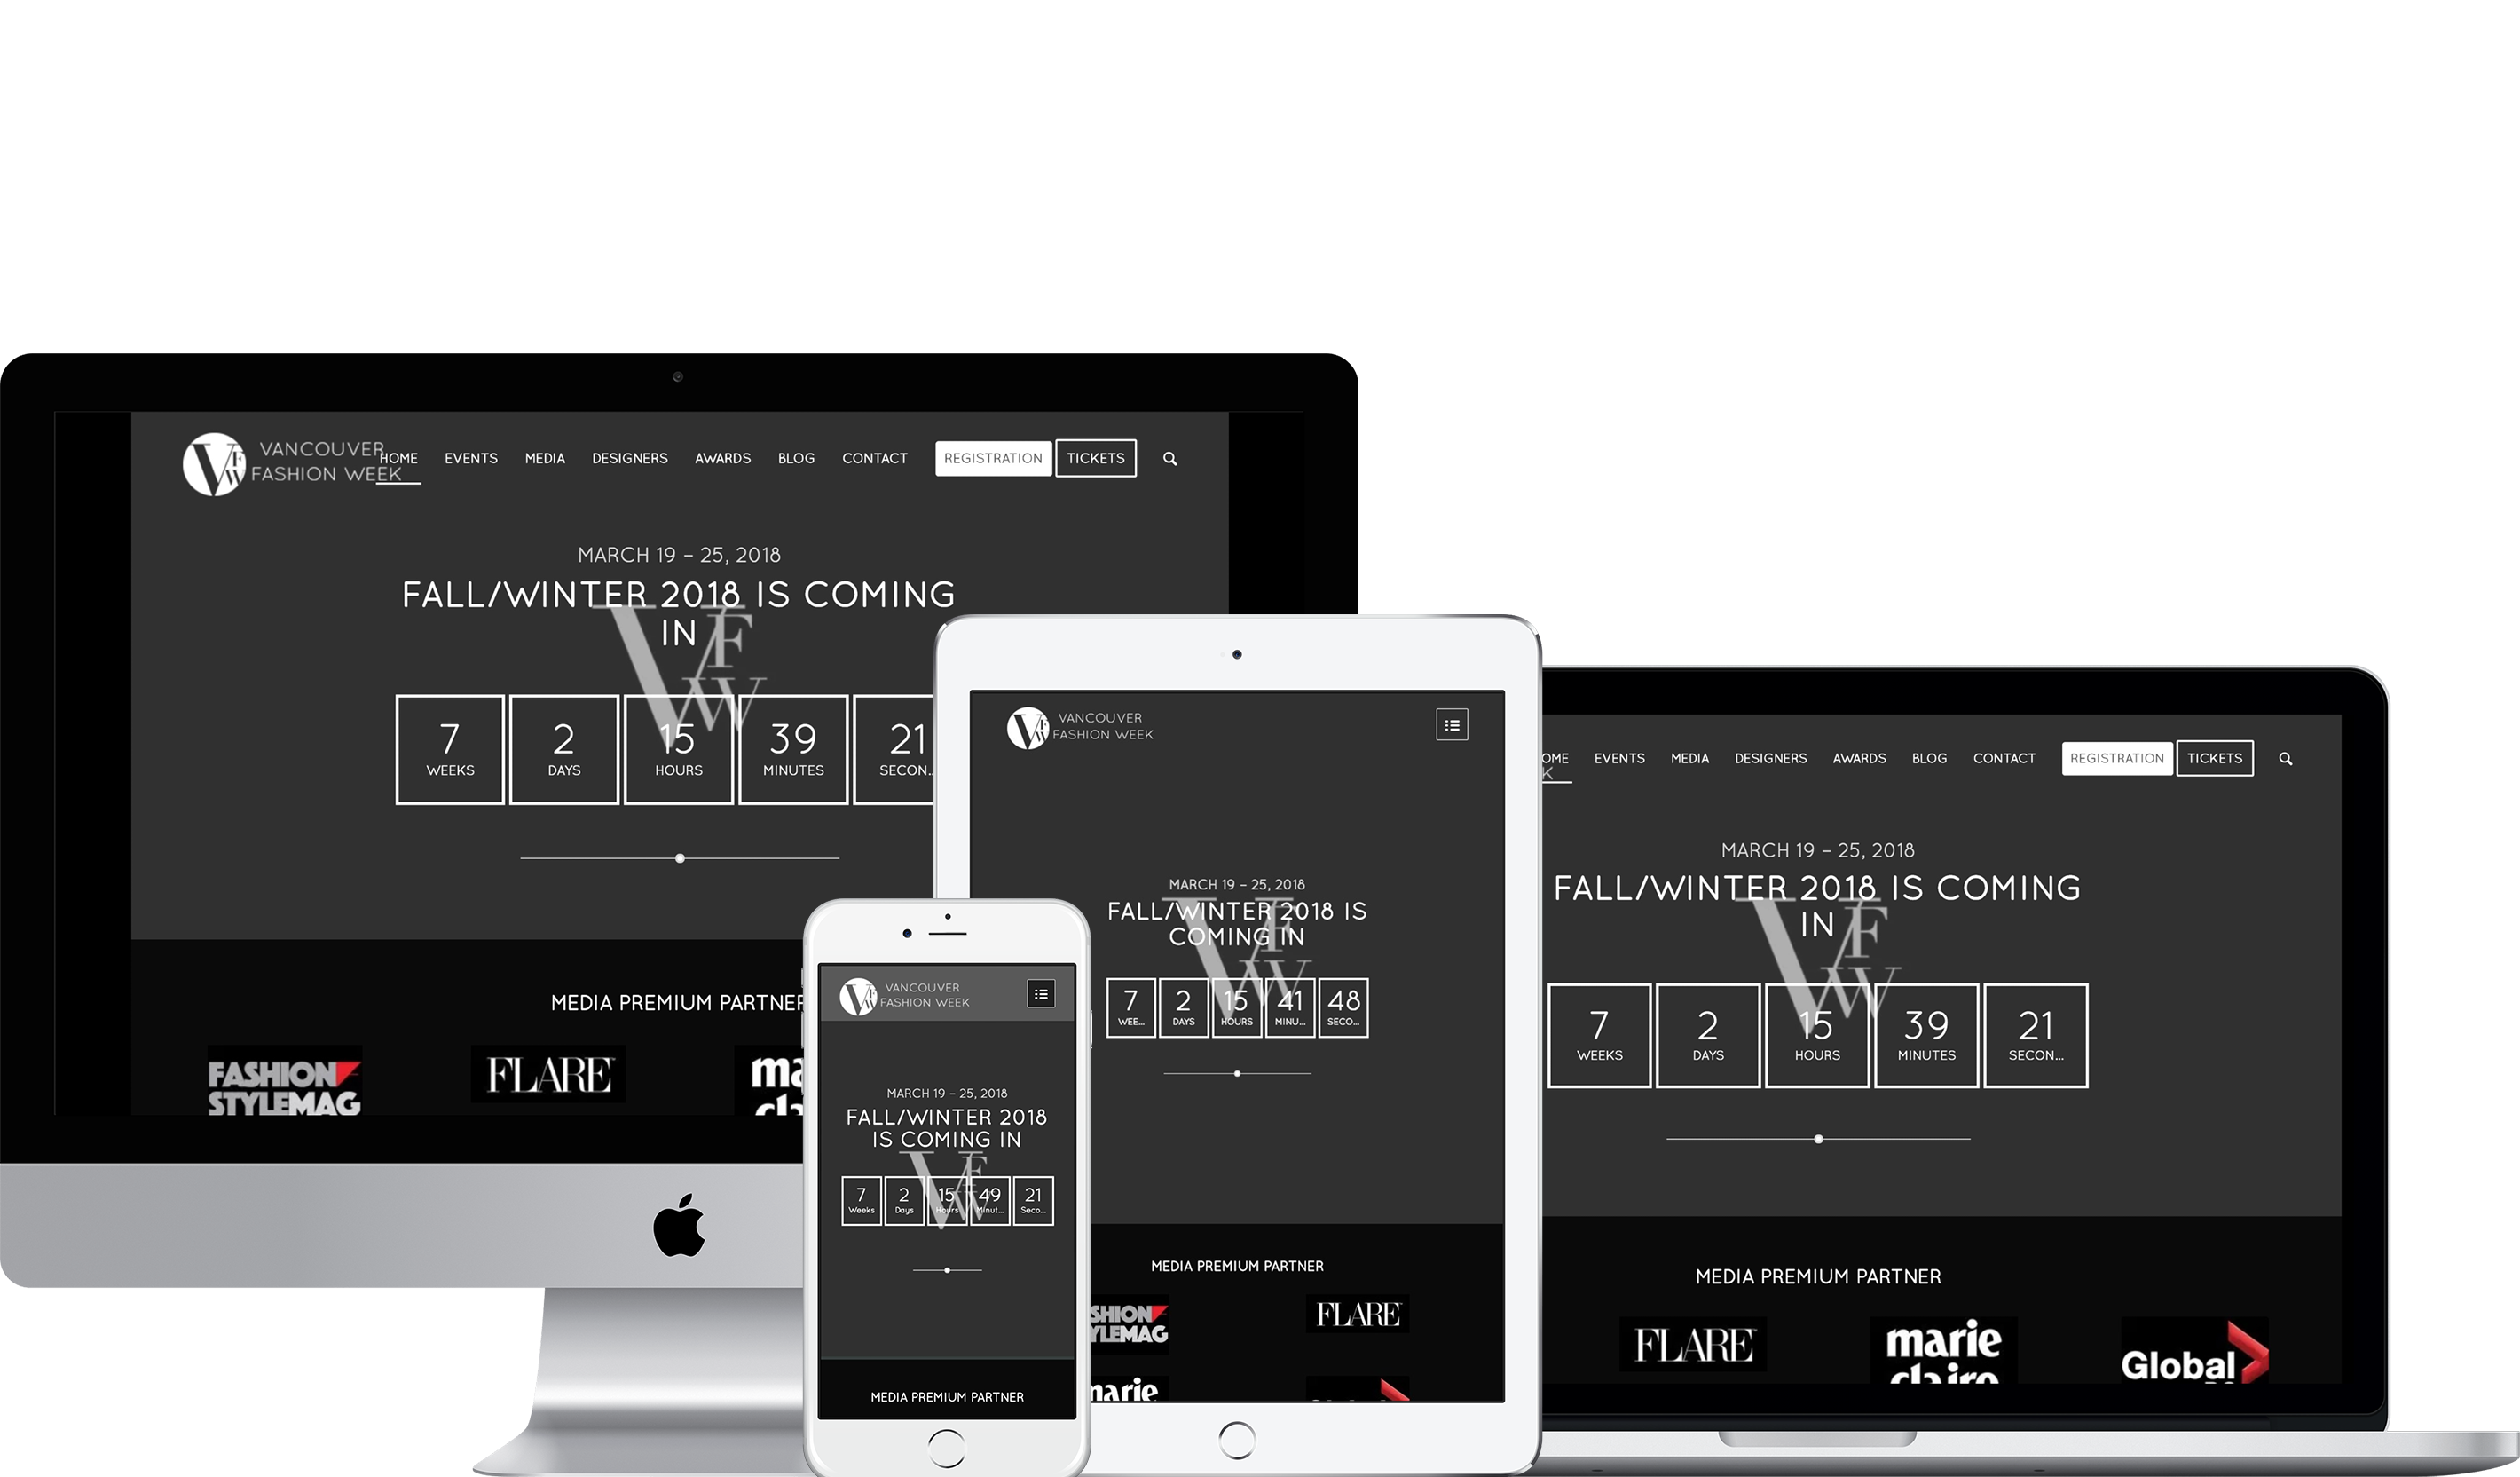 VANCOUVER
FASHION WEEK
HOME EVENTS MEDIA DESIGNERS AWARDS BLOG CONTACT REGISTRATION TICKETS
MARCH 19 – 25, 2018
FALL/WINTER 2018 IS COMING
IN
VFW
7 2 15 39 21
WEEKS DAYS HOURS MINUTES SECON...
MEDIA PREMIUM PARTNER
FASHION
STYLEMAG
FLARE
VANCOUVER
FASHION WEEK
MARCH 19 – 25, 2018
FALL/WINTER 2018
IS COMING IN
VFW
7 2 15 49 21
Weeks Days Hours Minut... Seco...
MEDIA PREMIUM PARTNER
VANCOUVER
FASHION WEEK
MARCH 19 – 25, 2018
FALL/WINTER 2018 IS
COMING IN
VFW
7 2 15 41 48
WEE... DAYS HOURS MINU... SECO...
MEDIA PREMIUM PARTNER
SHION
YLEMAG
FLARE
marie
OME EVENTS MEDIA DESIGNERS AWARDS BLOG CONTACT REGISTRATION TICKETS
K
MARCH 19 – 25, 2018
FALL/WINTER 2018 IS COMING
IN
VFW
7 2 15 39 21
WEEKS DAYS HOURS MINUTES SECON...
MEDIA PREMIUM PARTNER
FLARE
marie
claire
Global